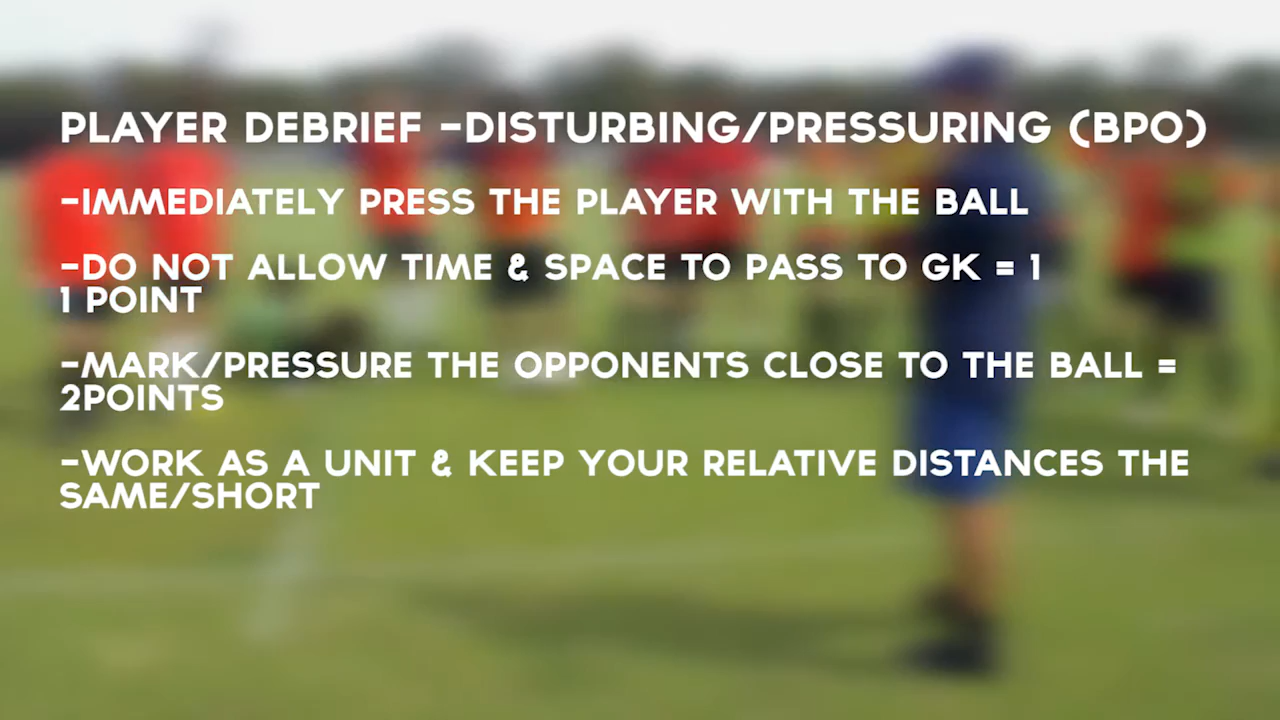 PLAYER DEBRIEF -DISTURBING/PRESSURING (BPO)
-IMMEDIATELY PRESS THE PLAYER WITH THE BALL
-DO NOT ALLOW TIME & SPACE TO PASS TO GK = 1
1 POINT
-MARK/PRESSURE THE OPPONENTS CLOSE TO THE BALL =
2POINTS
-WORK AS A UNIT & KEEP YOUR RELATIVE DISTANCES THE
SAME/SHORT